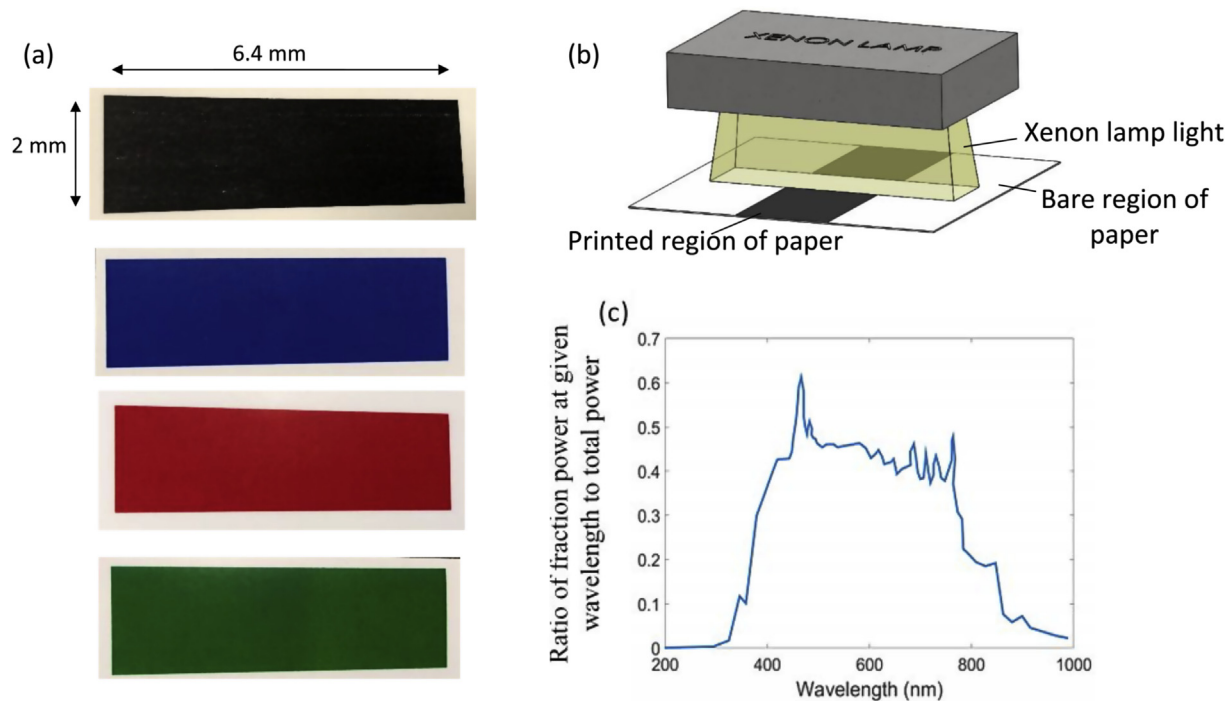 (a)
6.4 mm
2 mm
(b)
XENON LAMP
Xenon lamp light
Bare region of
paper
Printed region of paper
(c)
Ratio of fraction power at given
wavelength to total power
0.7
0.6
0.5
0.4
0.3
0.2
0.1
0
200
400
600
800
1000
Wavelength (nm)